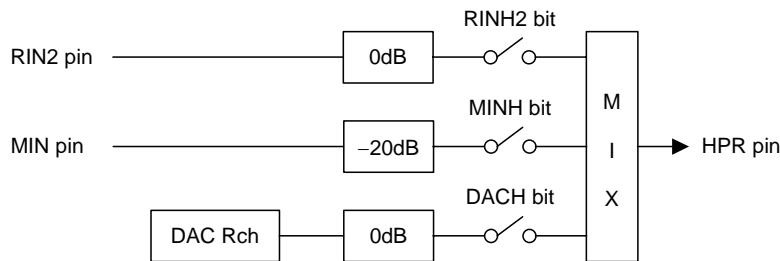 RINH2 bit
RIN2 pin
0dB
MINH bit
MIN pin
−20dB
DACH bit
DAC Rch
0dB
M
I
X
HPR pin